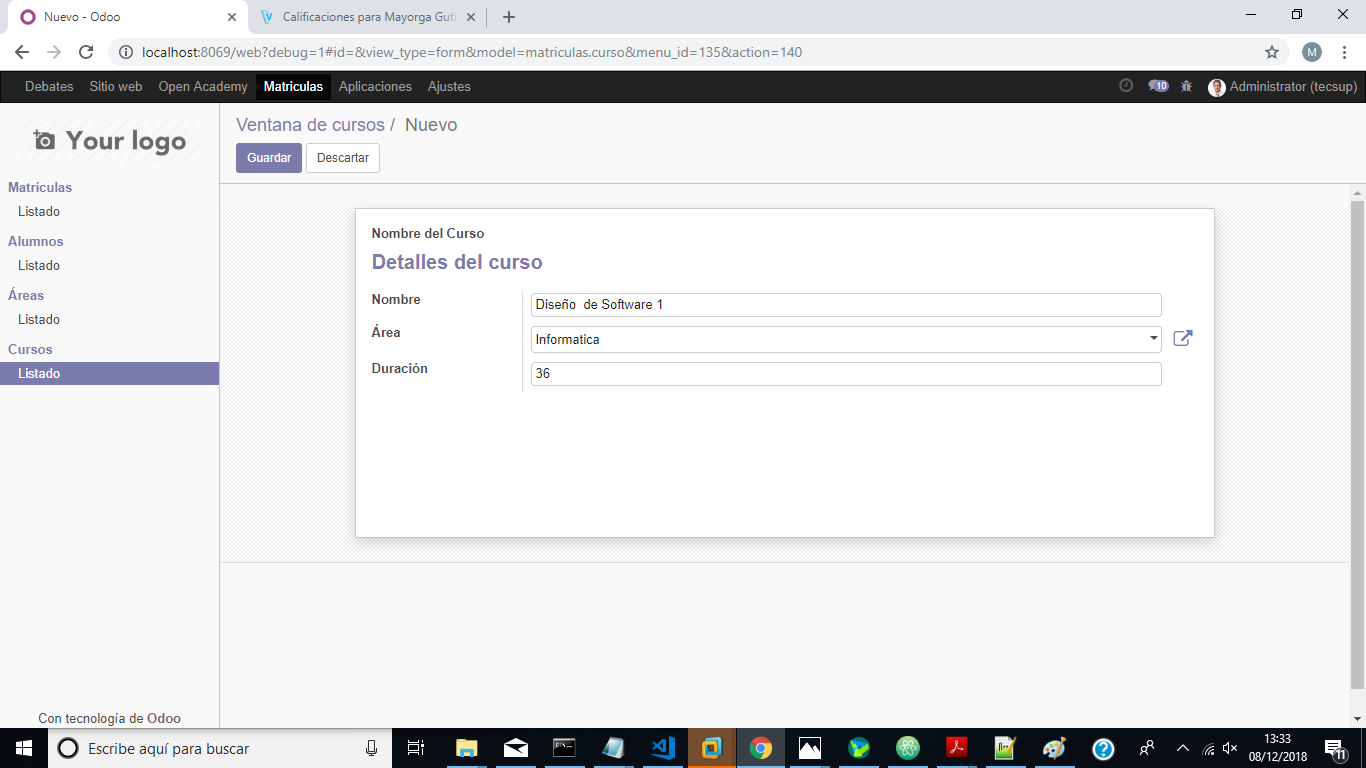 Nuevo - Odoo
Calificaciones para Mayorga Guti
localhost:8069/web?debug=1#id=&view_type=form&model=matriculas.curso&menu_id=135&action=140
M
Debates Sitio web Open Academy Matriculas Aplicaciones Ajustes 10 Administrator (tecsup)
Your logo
Ventana de cursos / Nuevo
Guardar Descartar
Matriculas
Listado
Alumnos
Listado
Áreas
Listado
Cursos
Listado
Nombre del Curso
Detalles del curso
Nombre Diseño  de Software 1
Área Informatica
Duración 36
Con tecnología de Odoo
Escribe aquí para buscar
13:33
08/12/2018
11